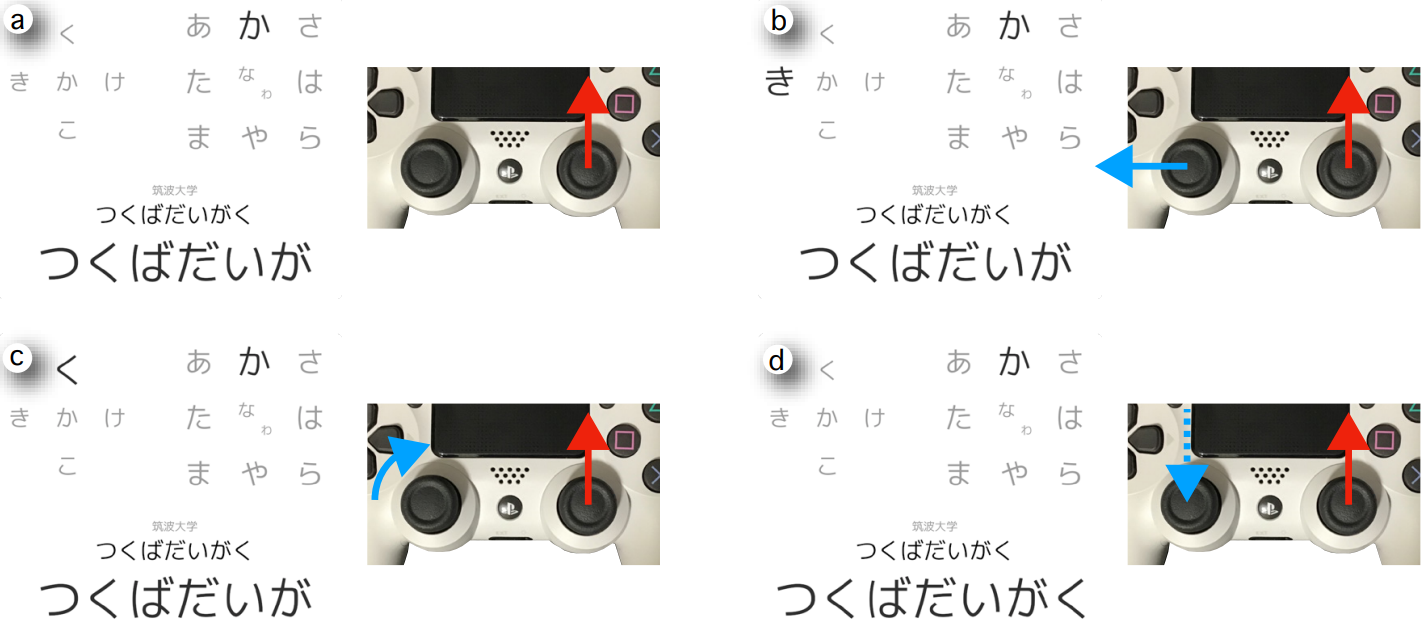 a
く あ か さ
き か け た な は
わ
こ ま や ら
筑波大学
つくばだいがく
つくばだいが
b
く あ か さ
き か け た な は
わ
こ ま や ら
筑波大学
つくばだいがく
つくばだいが
c
く あ か さ
き か け た な は
わ
こ ま や ら
筑波大学
つくばだいがく
つくばだいが
d
く あ か さ
き か け た な は
わ
こ ま や ら
筑波大学
つくばだいがく
つくばだいがく